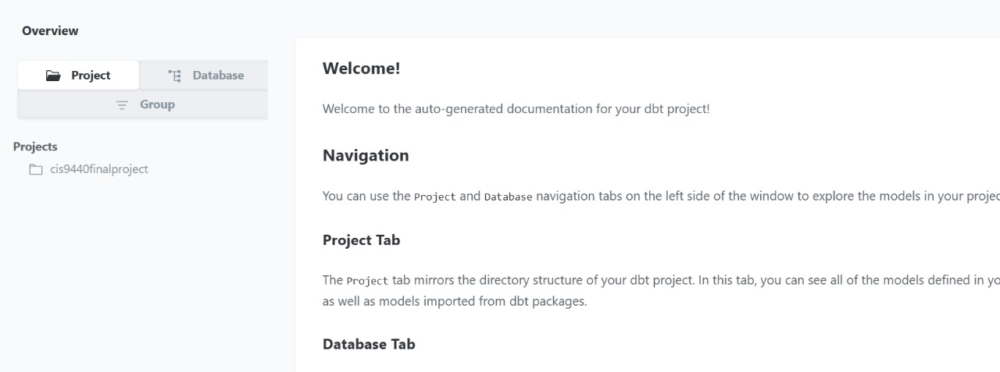 Overview
Project
Database
Group
Projects
cis9440finalproject
Welcome!
Welcome to the auto-generated documentation for your dbt project!
Navigation
You can use the Project and Database navigation tabs on the left side of the window to explore the models in your
Project Tab
The Project tab mirrors the directory structure of your dbt project. In this tab, you can see all of the models defined in
as well as models imported from dbt packages.
Database Tab